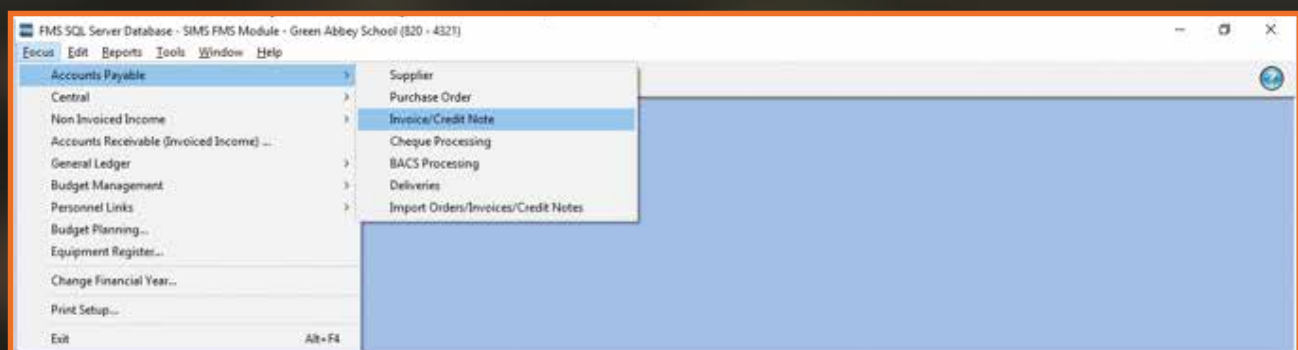 FMS SQL Server Database - SIMS FMS Module - Green Abbey School (820 - 4321)
Focus Edit Reports Tools Window Help
Accounts Payable
Central
Non Invoiced Income
Accounts Receivable (Invoiced Income) ...
General Ledger
Budget Management
Personnel Links
Budget Planning...
Equipment Register...
Change Financial Year...
Print Setup...
Exit Alt+F4
Supplier
Purchase Order
Invoice/Credit Note
Cheque Processing
BACS Processing
Deliveries
Import Orders/Invoices/Credit Notes